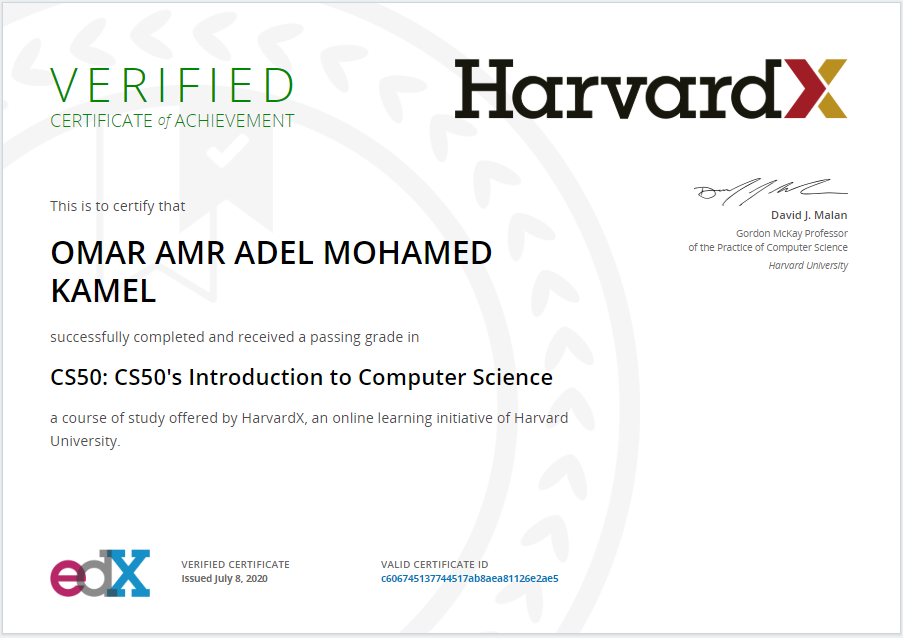 VERIFIED
CERTIFICATE of ACHIEVEMENT
HarvardX
This is to certify that
David J. Malan
Gordon McKay Professor
of the Practice of Computer Science
Harvard University
OMAR AMR ADEL MOHAMED
KAMEL
successfully completed and received a passing grade in
CS50: CS50's Introduction to Computer Science
a course of study offered by HarvardX, an online learning initiative of Harvard
University.
edX
VERIFIED CERTIFICATE
Issued July 8, 2020
VALID CERTIFICATE ID
c606745137744517ab8aea81126e2ae5